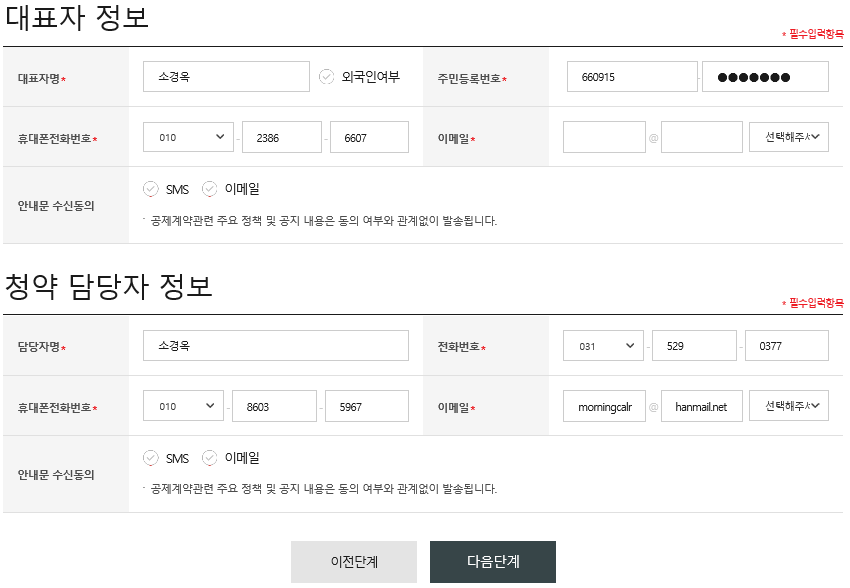 대표자 정보
* 필수입력항목
대표자명* 소경옥 외국인여부 주민등록번호* 660915 - ●●●●●●●
휴대폰전화번호* 010 - 2386 - 6607 이메일* @ 선택해주
안내문 수신동의 SMS 이메일
· 공제계약관련 주요 정책 및 공지 내용은 동의 여부와 관계없이 발송됩니다.
청약 담당자 정보
* 필수입력항목
담당자명* 소경옥 전화번호* 031 - 529 - 0377
휴대폰전화번호* 010 - 8603 - 5967 이메일* morningcalr @ hanmail.net 선택해주
안내문 수신동의 SMS 이메일
· 공제계약관련 주요 정책 및 공지 내용은 동의 여부와 관계없이 발송됩니다.
이전단계 다음단계